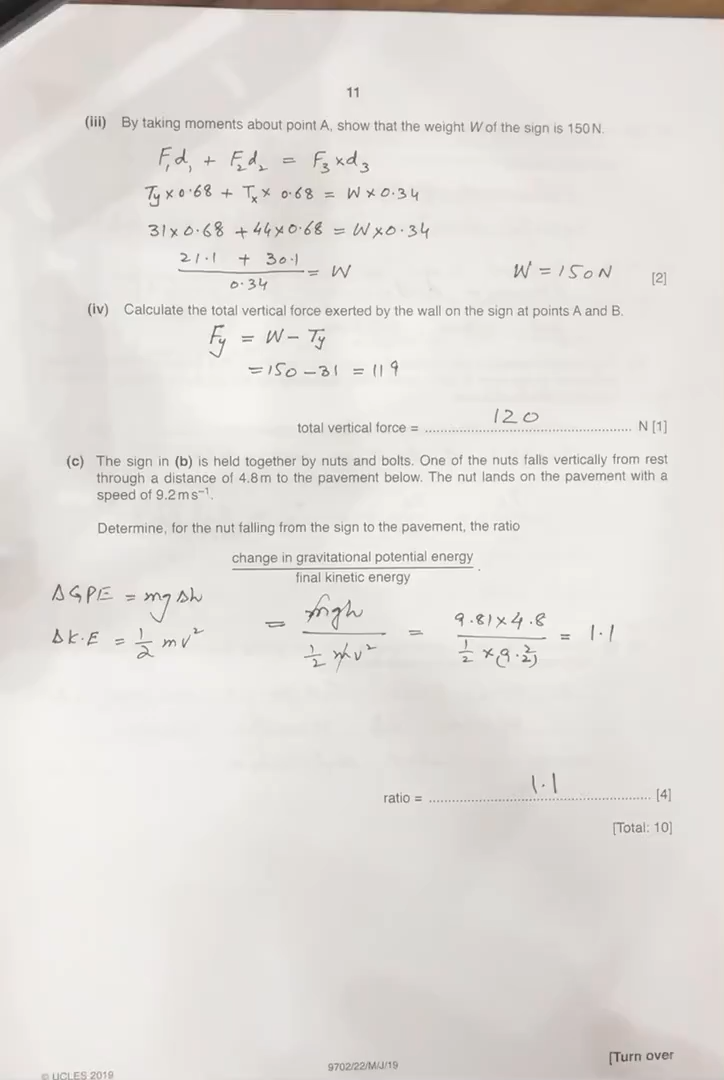 11
(iii) By taking moments about point A, show that the weight W of the sign is 150 N.
F₁d₁ + F₂d₂ = F₃ × d₃
Ty × 0.68 + Tx × 0.68 = W × 0.34
31 × 0.68 + 44 × 0.68 = W × 0.34
21.1 + 30.1 / 0.34 = W
W = 150 N [2]
(iv) Calculate the total vertical force exerted by the wall on the sign at points A and B.
Fy = W − Ty
= 150 − 31 = 119
total vertical force = 120 N [1]
(c) The sign in (b) is held together by nuts and bolts. One of the nuts falls vertically from rest
through a distance of 4.8 m to the pavement below. The nut lands on the pavement with a
speed of 9.2 m s⁻¹.
Determine, for the nut falling from the sign to the pavement, the ratio
change in gravitational potential energy
final kinetic energy .
ΔGPE = mgΔh
ΔK.E = 1/2 mv²
= mgh / 1/2 mv² = 9.81 × 4.8 / 1/2 × (9.2)² = 1.1
ratio = 1.1 [4]
[Total: 10]
© UCLES 2019
9702/22/M/J/19
[Turn over